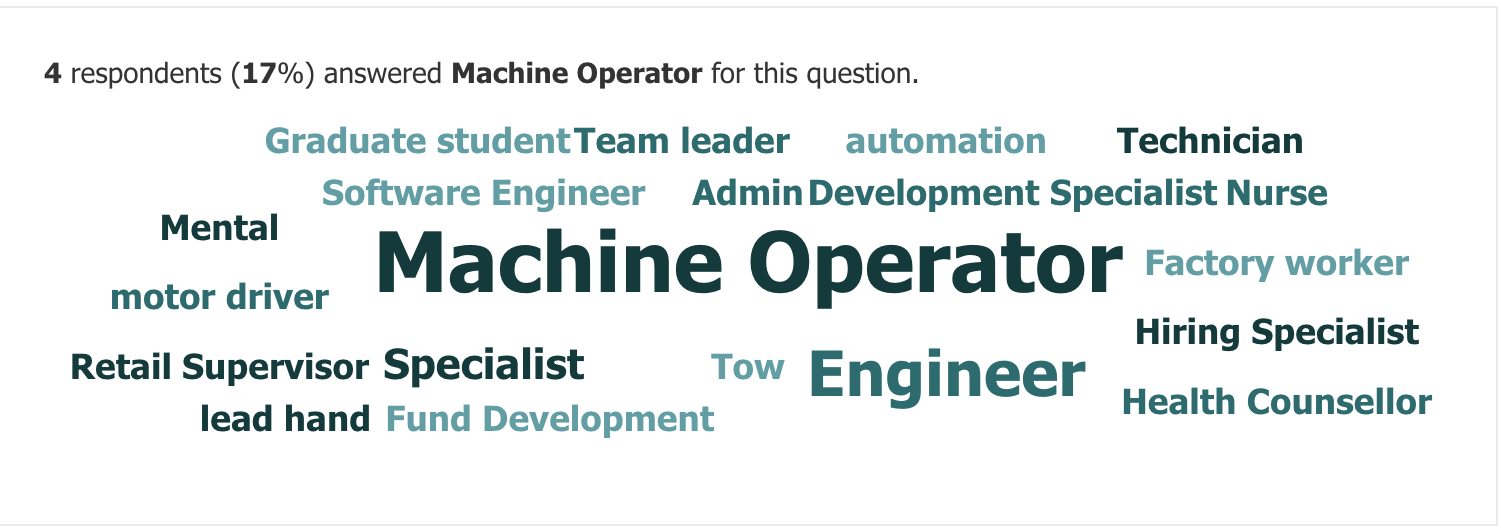 4 respondents (17%) answered Machine Operator for this question.
Graduate student Team leader automation Technician
Software Engineer Admin Development Specialist Nurse
Mental
Machine Operator Factory worker
motor driver
Hiring Specialist
Retail Supervisor Specialist Tow Engineer
Health Counsellor
lead hand Fund Development